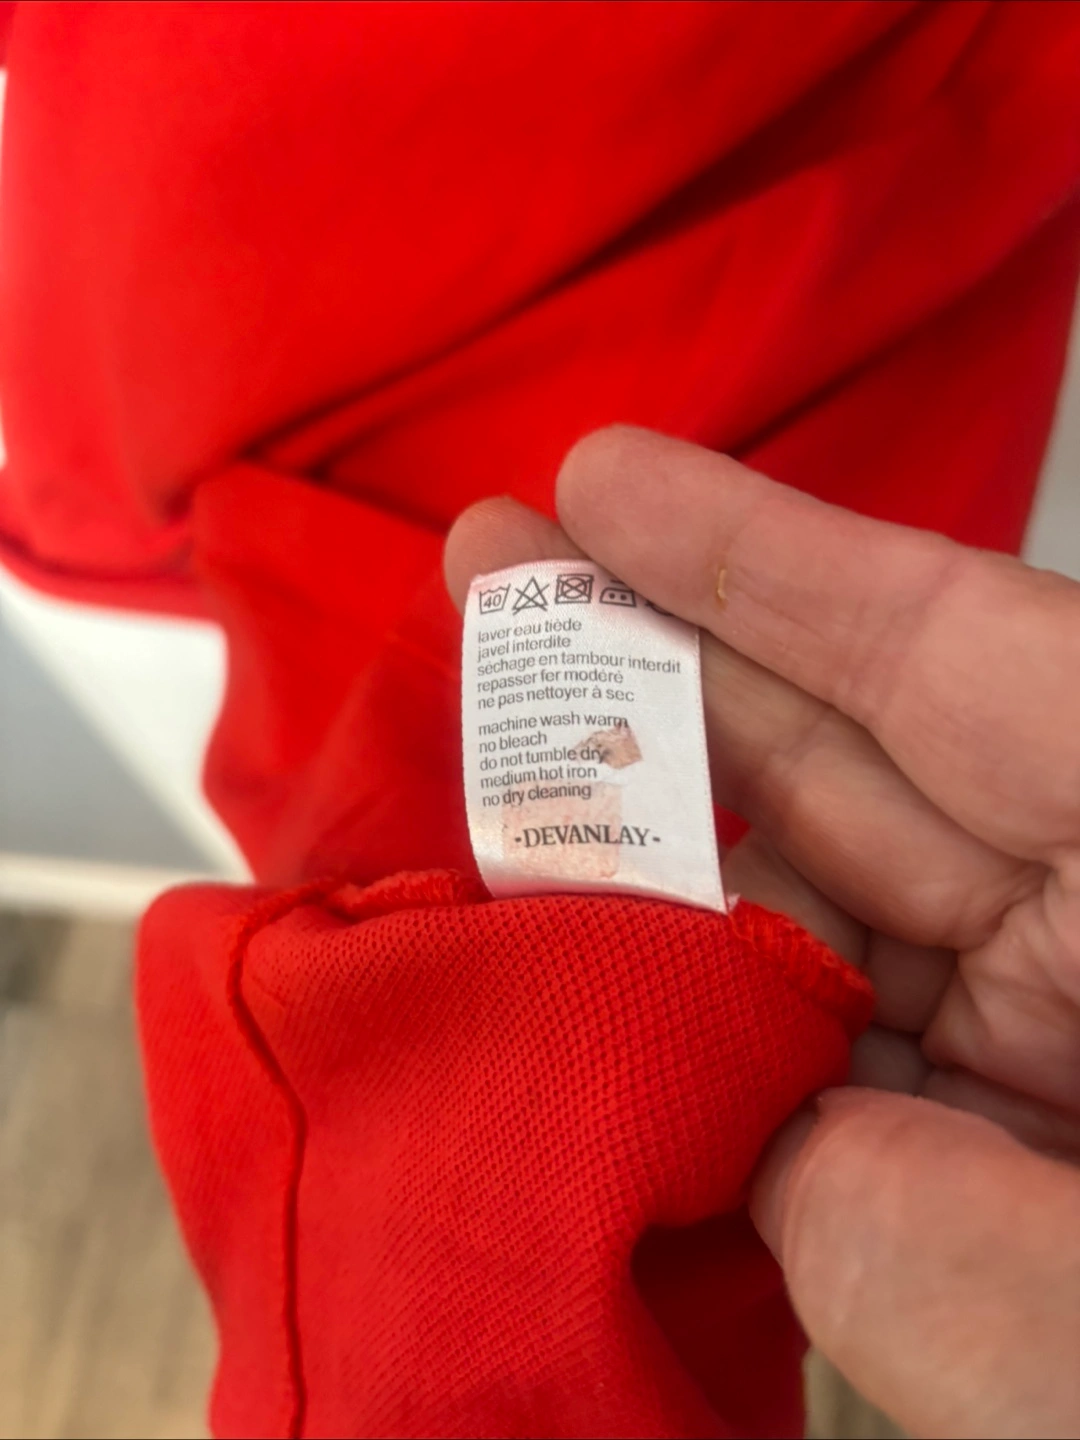 40
laver eau tiède
javel interdite
séchage en tambour interdit
repasser fer modéré
ne pas nettoyer à sec
machine wash warm
no bleach
do not tumble dry
medium hot iron
no dry cleaning
-DEVANLAY-